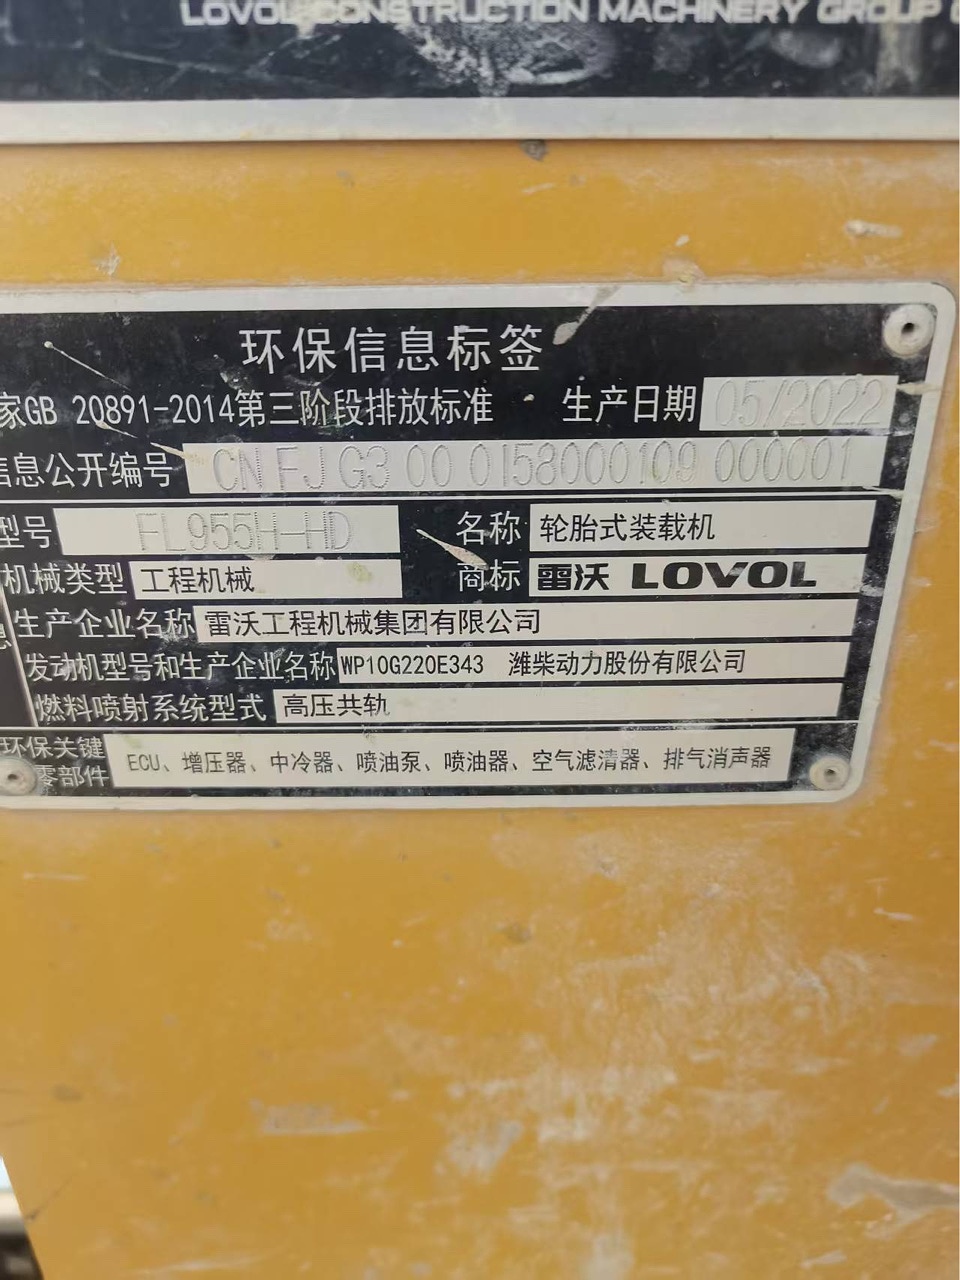 LOVOL CONSTRUCTION MACHINERY GROUP
环保信息标签
家GB 20891-2014第三阶段排放标准 生产日期 05/2022
信息公开编号 CN FJ G3 00 0158000109 000001
型号 FL955H-HD 名称 轮胎式装载机
机械类型 工程机械 商标 雷沃 LOVOL
生产企业名称 雷沃工程机械集团有限公司
息
发动机型号和生产企业名称 WP10G220E343 潍柴动力股份有限公司
燃料喷射系统型式 高压共轨
环保关键
零部件 ECU、增压器、中冷器、喷油泵、喷油器、空气滤清器、排气消声器